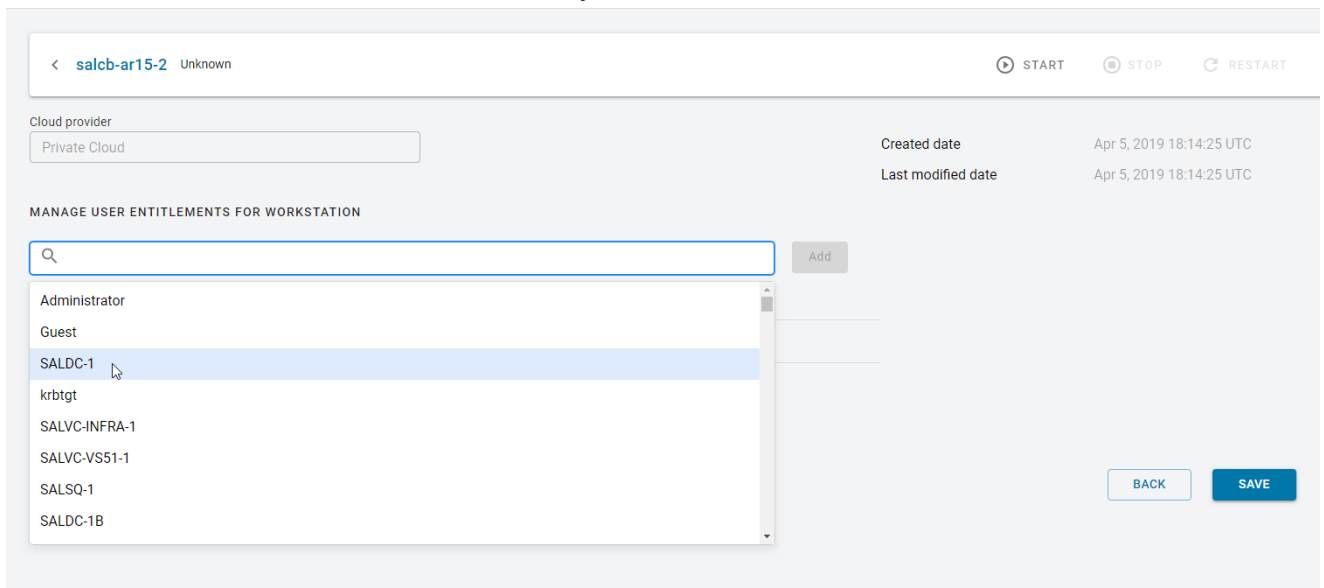 salcb-ar15-2 Unknown START STOP RESTART
Cloud provider
Private Cloud
Created date Apr 5, 2019 18:14:25 UTC
Last modified date Apr 5, 2019 18:14:25 UTC
MANAGE USER ENTITLEMENTS FOR WORKSTATION
Add
Administrator
Guest
SALDC-1
krbtgt
SALVC-INFRA-1
SALVC-VS51-1
SALSQ-1
SALDC-1B
BACK SAVE